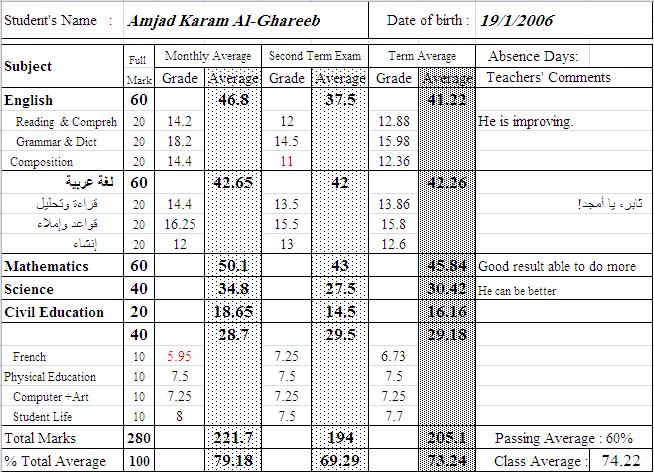 Student's Name : Amjad Karam Al-Ghareeb Date of birth : 19/1/2006
Subject Full Mark Monthly Average Second Term Exam Term Average Absence Days:
Grade Average Grade Average Grade Average Teachers' Comments
English 60 46.8 37.5 41.22
Reading & Compreh 20 14.2 12 12.88 He is improving.
Grammar & Dict 20 18.2 14.5 15.98
Composition 20 14.4 11 12.36
لغة عربية 60 42.65 42 42.26
قراءة وتحليل 20 14.4 13.5 13.86 ثابر، يا أمجد!
قواعد وإملاء 20 16.25 15.5 15.8
إنشاء 20 12 13 12.6
Mathematics 60 50.1 43 45.84 Good result able to do more
Science 40 34.8 27.5 30.42 He can be better
Civil Education 20 18.65 14.5 16.16
40 28.7 29.5 29.18
French 10 5.95 7.25 6.73
Physical Education 10 7.5 7.5 7.5
Computer +Art 10 7.25 7.25 7.25
Student Life 10 8 7.5 7.7
Total Marks 280 221.7 194 205.1 Passing Average : 60%
% Total Average 100 79.18 69.29 73.24 Class Average : 74.22